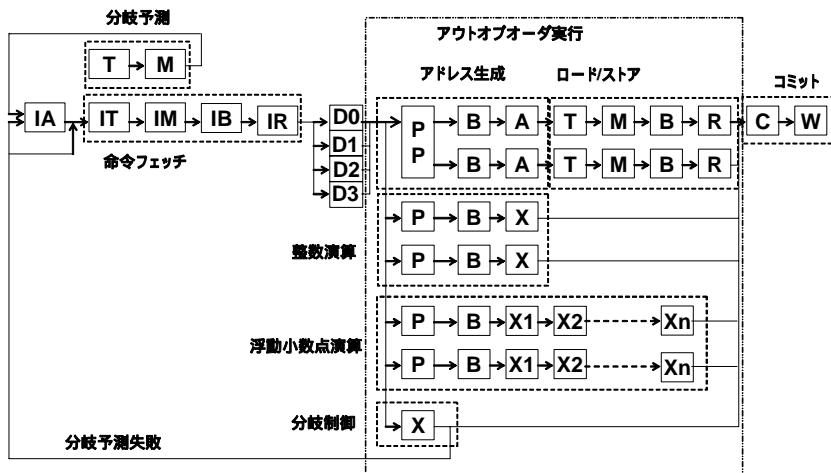 分岐予測
アウトオブオーダ実行
T M
アドレス生成
ロード/ストア
コミット
IA IT IM IB IR
D0
D1
D2
D3
P
P
B A T M B R C W
B A T M B R
命令フェッチ
P B X
整数演算
P B X
P B X1 X2 Xn
浮動小数点演算
P B X1 X2 Xn
分岐制御
X
分岐予測失敗